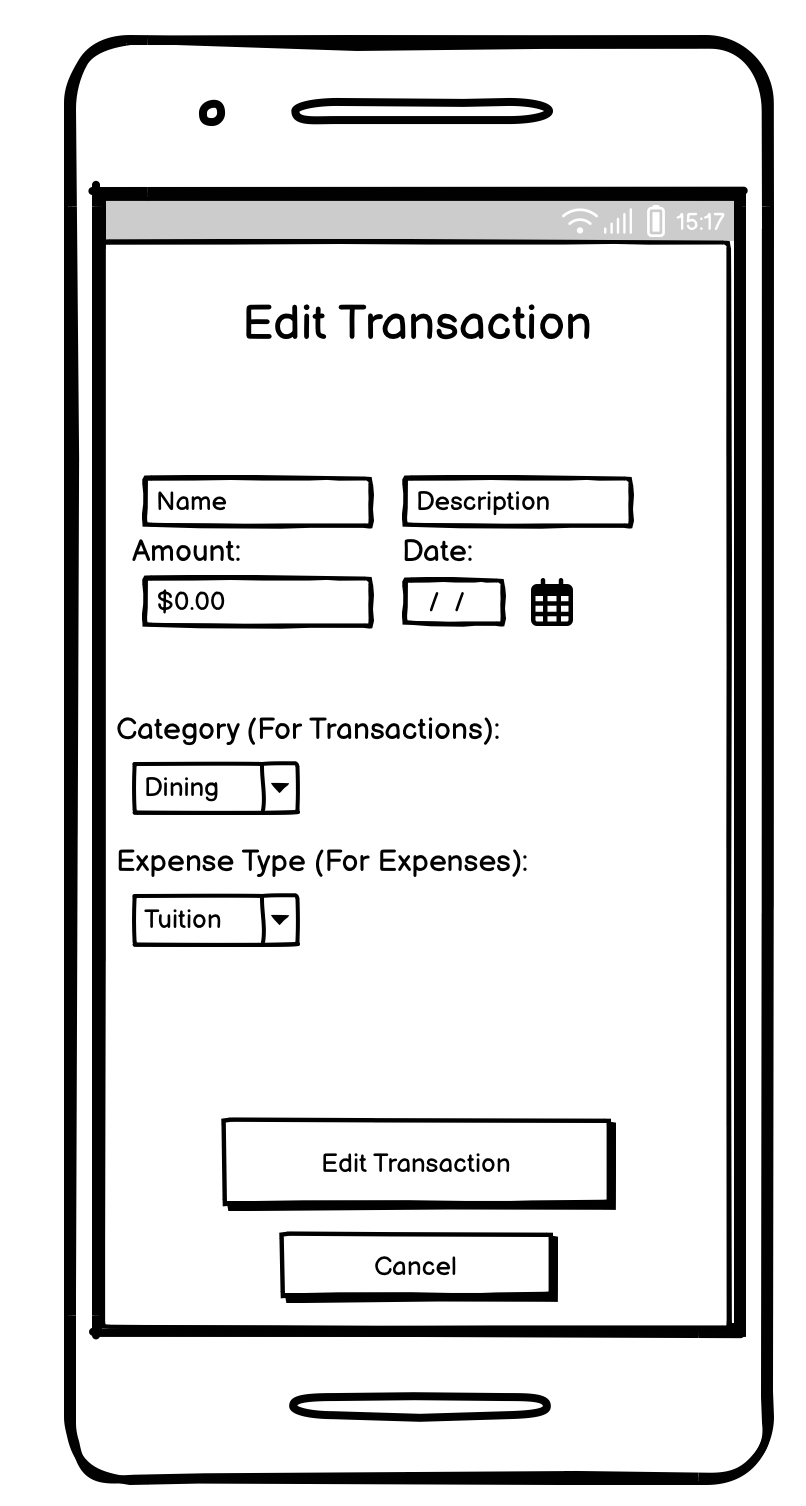 15:17
Edit Transaction
Name Description
Amount: Date:
$0.00 / /
Category (For Transactions):
Dining
Expense Type (For Expenses):
Tuition
Edit Transaction
Cancel